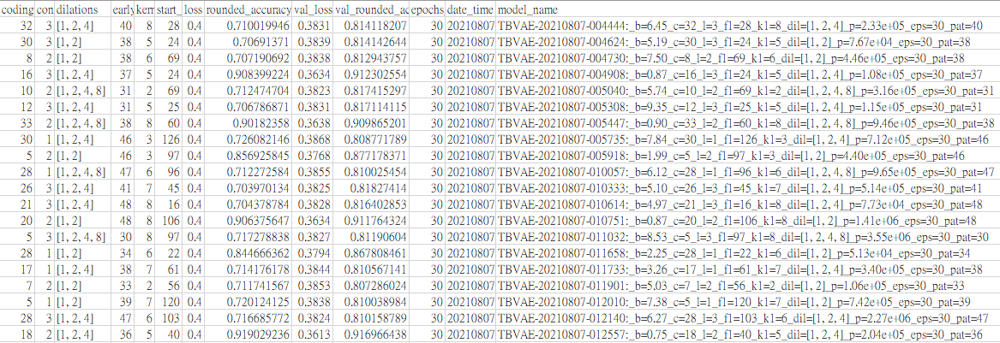 coding con dilations early kern start_ loss rounded_accuracy val_loss val_rounded_ac epochs date_time model_name
32 3 [1, 2, 4] 40 8 28 0.4 0.710019946 0.3831 0.814118207 30 20210807 TBVAE-20210807-004444:_b=6.45_c=32_l=3_f1=28_k1=8_dil=[1, 2, 4]_p=2.33e+05_eps=30_pat=40
30 3 [1, 2] 38 5 24 0.4 0.70691371 0.3839 0.814142644 30 20210807 TBVAE-20210807-004624:_b=5.19_c=30_l=3_f1=24_k1=5_dil=[1, 2]_p=7.67e+04_eps=30_pat=38
8 2 [1, 2] 38 6 69 0.4 0.707190692 0.3838 0.812943757 30 20210807 TBVAE-20210807-004730:_b=7.50_c=8_l=2_f1=69_k1=6_dil=[1, 2]_p=4.46e+05_eps=30_pat=38
16 3 [1, 2, 4] 37 5 24 0.4 0.908399224 0.3634 0.912302554 30 20210807 TBVAE-20210807-004908:_b=0.87_c=16_l=3_f1=24_k1=5_dil=[1, 2, 4]_p=1.08e+05_eps=30_pat=37
10 2 [1, 2, 4, 8] 31 2 69 0.4 0.712474704 0.3823 0.817415297 30 20210807 TBVAE-20210807-005040:_b=5.74_c=10_l=2_f1=69_k1=2_dil=[1, 2, 4, 8]_p=3.16e+05_eps=30_pat=31
12 3 [1, 2, 4] 31 5 25 0.4 0.706786871 0.3831 0.817114115 30 20210807 TBVAE-20210807-005308:_b=9.35_c=12_l=3_f1=25_k1=5_dil=[1, 2, 4]_p=1.15e+05_eps=30_pat=31
33 2 [1, 2, 4, 8] 38 8 60 0.4 0.90182358 0.3638 0.909865201 30 20210807 TBVAE-20210807-005447:_b=0.90_c=33_l=2_f1=60_k1=8_dil=[1, 2, 4, 8]_p=9.46e+05_eps=30_pat=38
30 1 [1, 2, 4] 46 3 126 0.4 0.726082146 0.3868 0.808771789 30 20210807 TBVAE-20210807-005735:_b=7.84_c=30_l=1_f1=126_k1=3_dil=[1, 2, 4]_p=7.12e+05_eps=30_pat=46
5 2 [1, 2] 46 3 97 0.4 0.856925845 0.3768 0.877178371 30 20210807 TBVAE-20210807-005918:_b=1.99_c=5_l=2_f1=97_k1=3_dil=[1, 2]_p=4.40e+05_eps=30_pat=46
28 1 [1, 2, 4, 8] 47 6 96 0.4 0.712272584 0.3855 0.810025454 30 20210807 TBVAE-20210807-010057:_b=6.12_c=28_l=1_f1=96_k1=6_dil=[1, 2, 4, 8]_p=9.65e+05_eps=30_pat=47
26 3 [1, 2, 4] 41 7 45 0.4 0.703970134 0.3825 0.81827414 30 20210807 TBVAE-20210807-010333:_b=5.10_c=26_l=3_f1=45_k1=7_dil=[1, 2, 4]_p=5.14e+05_eps=30_pat=41
21 3 [1, 2, 4] 48 8 16 0.4 0.704378784 0.3828 0.816402853 30 20210807 TBVAE-20210807-010614:_b=4.97_c=21_l=3_f1=16_k1=8_dil=[1, 2, 4]_p=7.73e+04_eps=30_pat=48
20 2 [1, 2] 48 8 106 0.4 0.906375647 0.3634 0.911764324 30 20210807 TBVAE-20210807-010751:_b=0.87_c=20_l=2_f1=106_k1=8_dil=[1, 2]_p=1.41e+06_eps=30_pat=48
5 3 [1, 2, 4, 8] 30 8 97 0.4 0.717278838 0.3827 0.81190604 30 20210807 TBVAE-20210807-011032:_b=8.53_c=5_l=3_f1=97_k1=8_dil=[1, 2, 4, 8]_p=3.55e+06_eps=30_pat=30
28 1 [1, 2] 34 6 22 0.4 0.844666362 0.3794 0.867808461 30 20210807 TBVAE-20210807-011658:_b=2.25_c=28_l=1_f1=22_k1=6_dil=[1, 2]_p=5.13e+04_eps=30_pat=34
17 1 [1, 2, 4] 38 7 61 0.4 0.714176178 0.3844 0.810567141 30 20210807 TBVAE-20210807-011733:_b=3.26_c=17_l=1_f1=61_k1=7_dil=[1, 2, 4]_p=3.40e+05_eps=30_pat=38
7 2 [1, 2] 33 2 56 0.4 0.711741567 0.3853 0.807286024 30 20210807 TBVAE-20210807-011901:_b=5.03_c=7_l=2_f1=56_k1=2_dil=[1, 2]_p=1.06e+05_eps=30_pat=33
5 1 [1, 2] 39 7 120 0.4 0.720124125 0.3838 0.810038984 30 20210807 TBVAE-20210807-012010:_b=7.38_c=5_l=1_f1=120_k1=7_dil=[1, 2]_p=7.42e+05_eps=30_pat=39
28 3 [1, 2, 4] 47 6 103 0.4 0.716685772 0.3824 0.810158789 30 20210807 TBVAE-20210807-012140:_b=6.27_c=28_l=3_f1=103_k1=6_dil=[1, 2, 4]_p=2.27e+06_eps=30_pat=47
18 2 [1, 2, 4] 36 5 40 0.4 0.919029236 0.3613 0.916966438 30 20210807 TBVAE-20210807-012557:_b=0.75_c=18_l=2_f1=40_k1=5_dil=[1, 2, 4]_p=2.04e+05_eps=30_pat=36